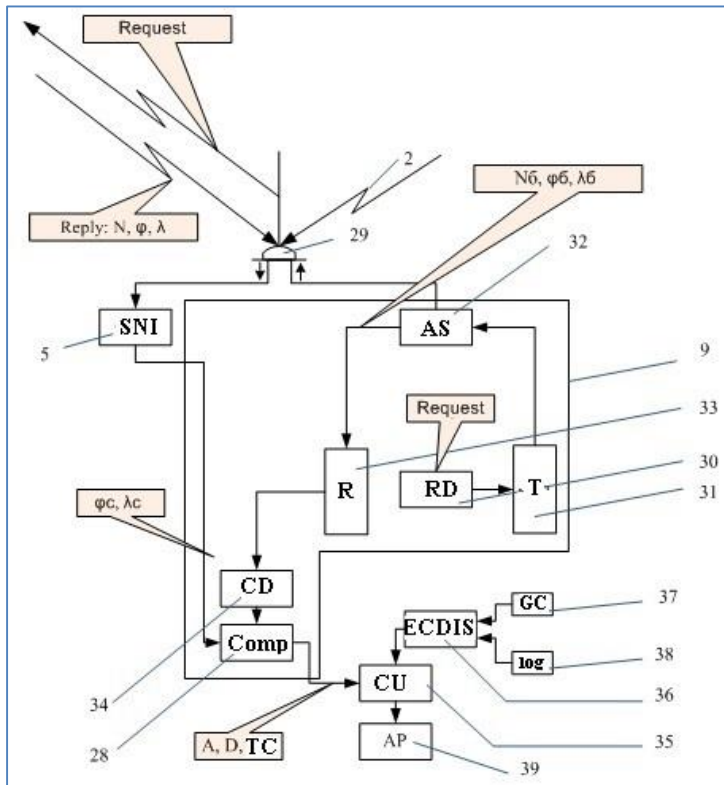 Request
2
Nб, φб, λб
Reply: N, φ, λ
29
32
SNI
AS
5
9
Request
33
R
RD
T
30
31
φc, λc
CD
GC
37
ECDIS
Comp
log
38
34
CU
36
28
A, D, TC
AP
35
39